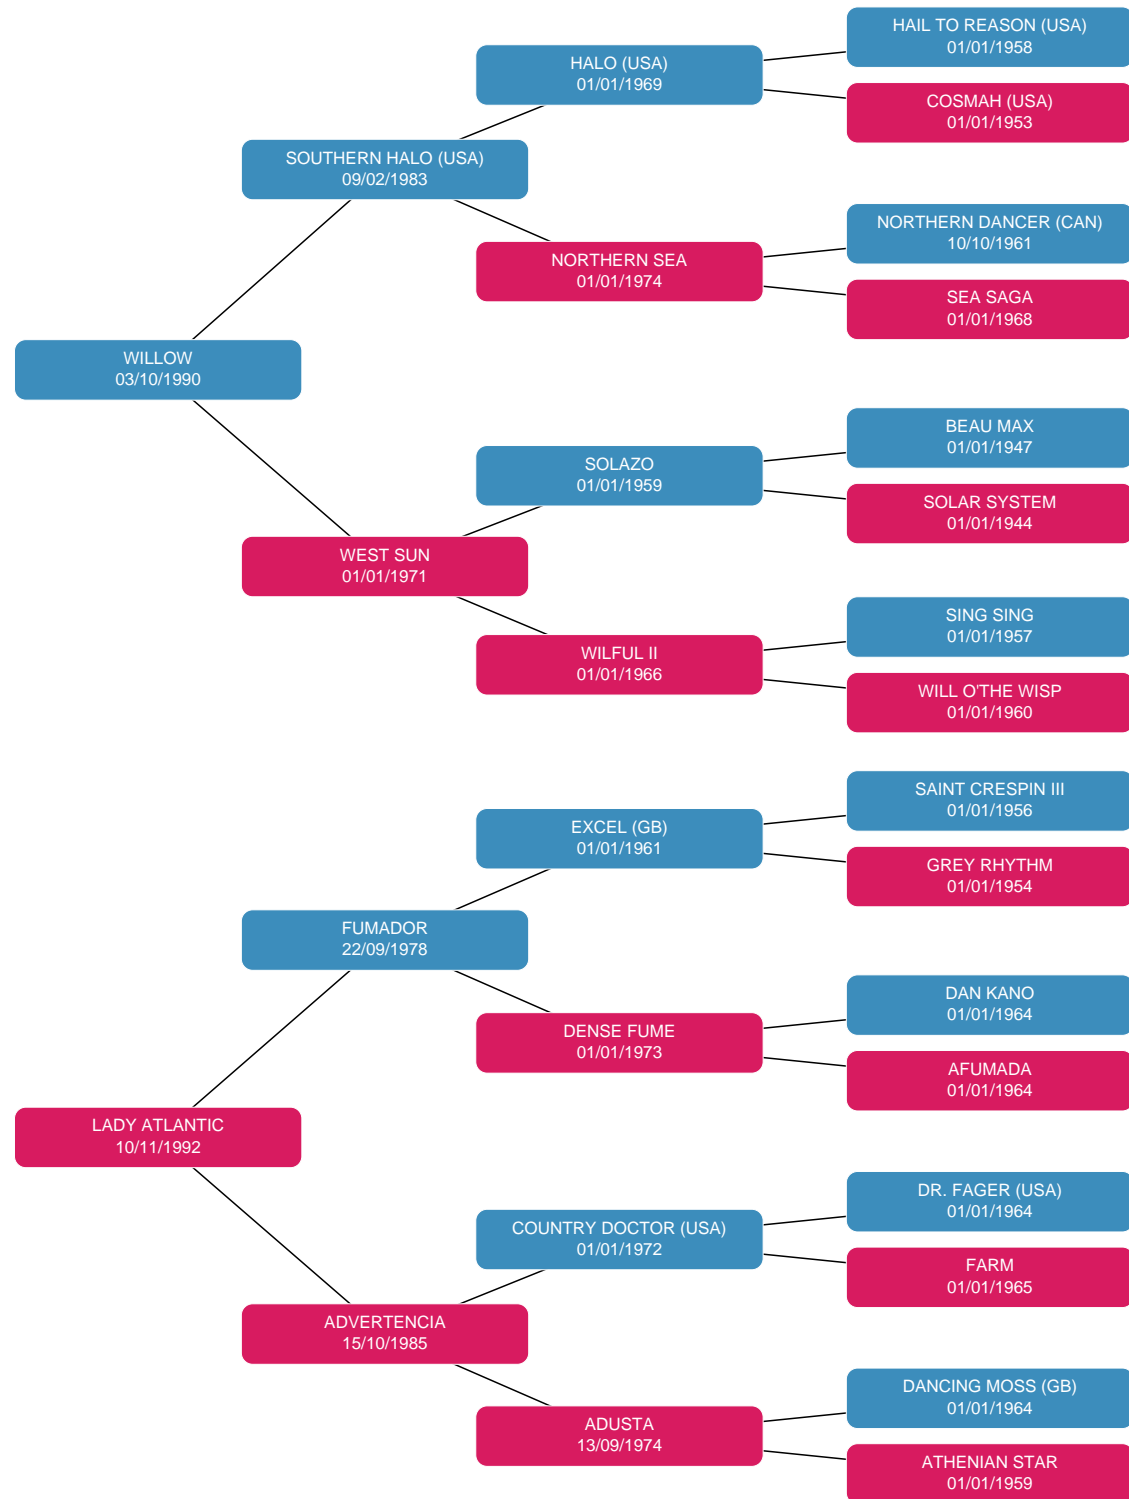 HAIL TO REASON (USA)
01/01/1958
HALO (USA)
01/01/1969
COSMAH (USA)
01/01/1953
SOUTHERN HALO (USA)
09/02/1983
NORTHERN DANCER (CAN)
10/10/1961
NORTHERN SEA
01/01/1974
SEA SAGA
01/01/1968
WILLOW
03/10/1990
BEAU MAX
01/01/1947
SOLAZO
01/01/1959
SOLAR SYSTEM
01/01/1944
WEST SUN
01/01/1971
SING SING
01/01/1957
WILFUL II
01/01/1966
WILL O'THE WISP
01/01/1960
SAINT CRESPIN III
01/01/1956
EXCEL (GB)
01/01/1961
GREY RHYTHM
01/01/1954
FUMADOR
22/09/1978
DAN KANO
01/01/1964
DENSE FUME
01/01/1973
AFUMADA
01/01/1964
LADY ATLANTIC
10/11/1992
DR. FAGER (USA)
01/01/1964
COUNTRY DOCTOR (USA)
01/01/1972
FARM
01/01/1965
ADVERTENCIA
15/10/1985
DANCING MOSS (GB)
01/01/1964
ADUSTA
13/09/1974
ATHENIAN STAR
01/01/1959